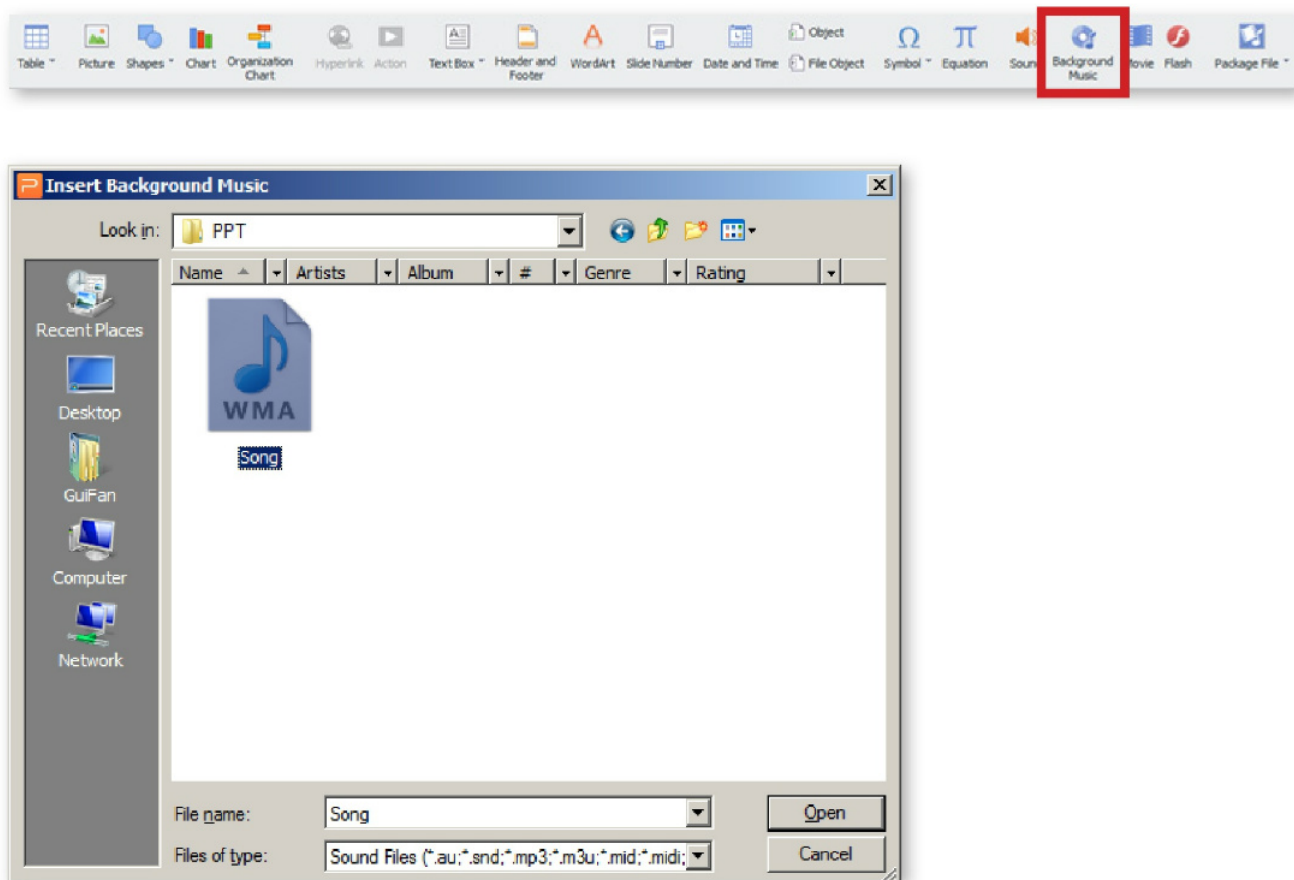 Table Picture Shapes Chart Organization Chart Hyperlink Action Text Box Header and Footer WordArt Slide Number Date and Time Object File Object Symbol Equation Sound Background Music Movie Flash Package File
Insert Background Music
Look in: PPT
Name Artists Album # Genre Rating
WMA
Song
Recent Places
Desktop
GuiFan
Computer
Network
File name: Song Open
Files of type: Sound Files (*.au;*.snd;*.mp3;*.m3u;*.mid;*.midi; Cancel